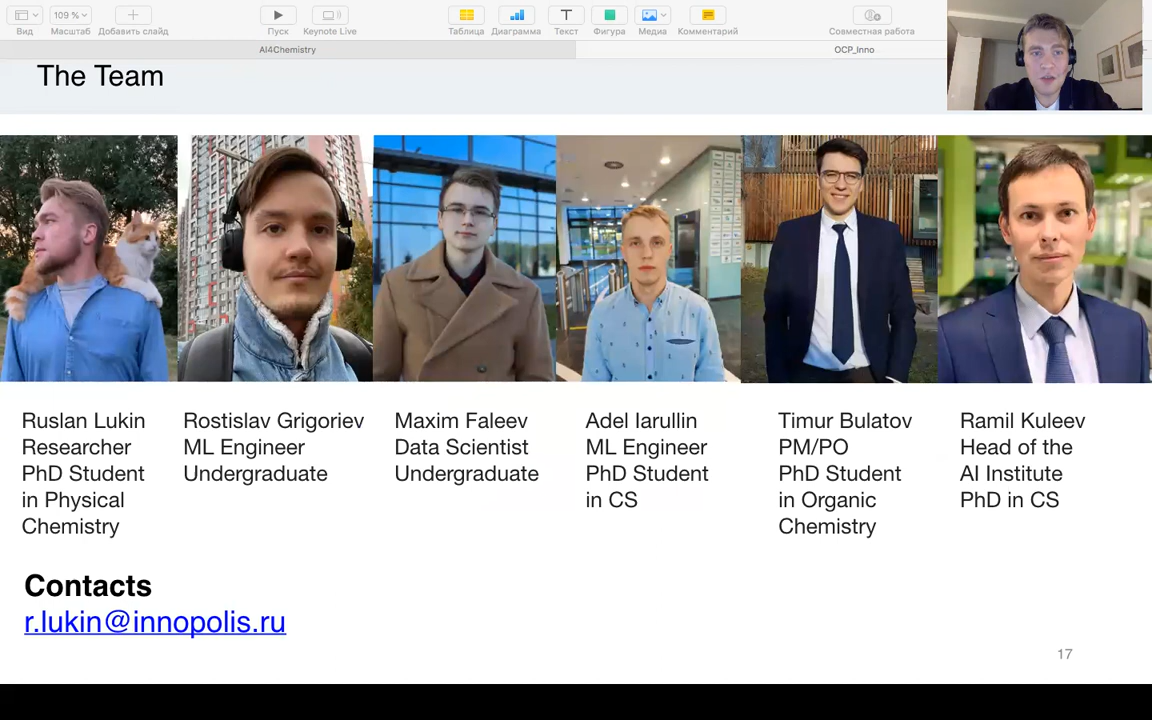 109 %
Вид
Масштаб
Добавить слайд
Пуск
Keynote Live
Таблица
Диаграмма
Текст
Фигура
Медиа
Комментарий
Совместная работа
AI4Chemistry
OCP_Inno
The Team
Ruslan Lukin
Researcher
PhD Student
in Physical
Chemistry
Rostislav Grigoriev
ML Engineer
Undergraduate
Maxim Faleev
Data Scientist
Undergraduate
Adel Iarullin
ML Engineer
PhD Student
in CS
Timur Bulatov
PM/PO
PhD Student
in Organic
Chemistry
Ramil Kuleev
Head of the
AI Institute
PhD in CS
Contacts
r.lukin@innopolis.ru
17